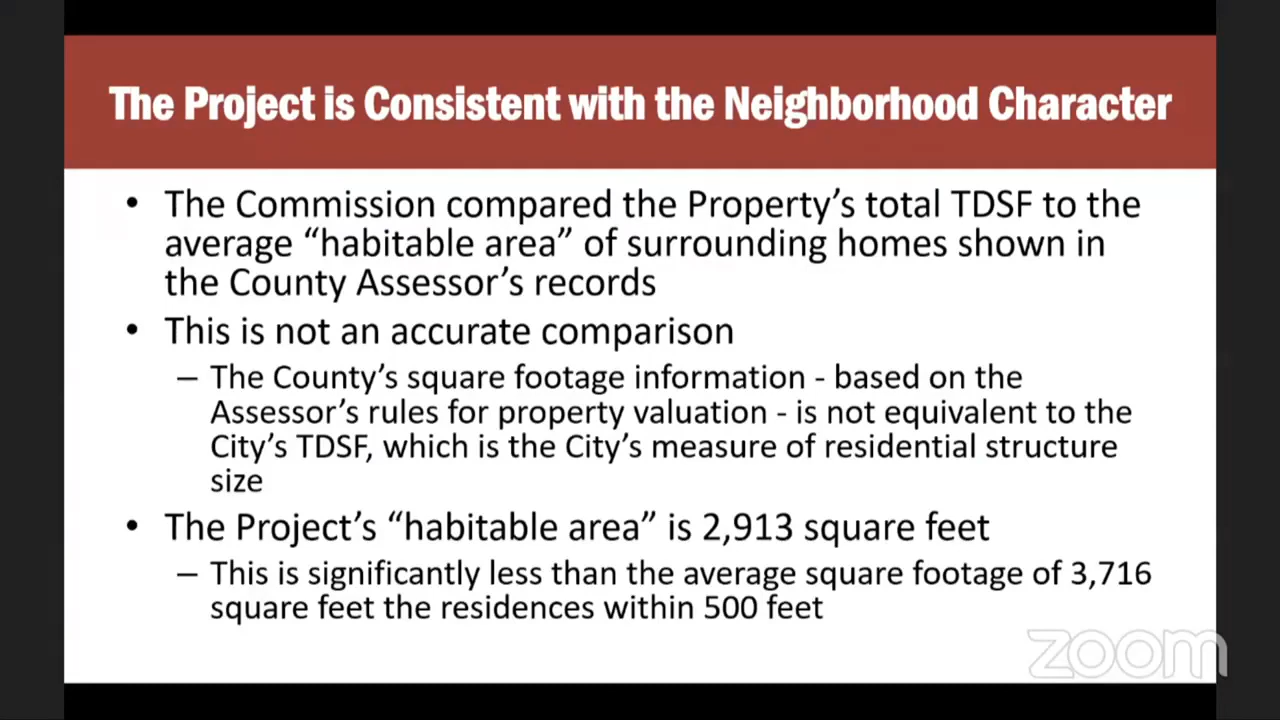 The Project is Consistent with the Neighborhood Character
• The Commission compared the Property’s total TDSF to the
average “habitable area” of surrounding homes shown in
the County Assessor’s records
• This is not an accurate comparison
– The County’s square footage information - based on the
Assessor’s rules for property valuation - is not equivalent to the
City’s TDSF, which is the City’s measure of residential structure
size
• The Project’s “habitable area” is 2,913 square feet
– This is significantly less than the average square footage of 3,716
square feet the residences within 500 feet
zoom